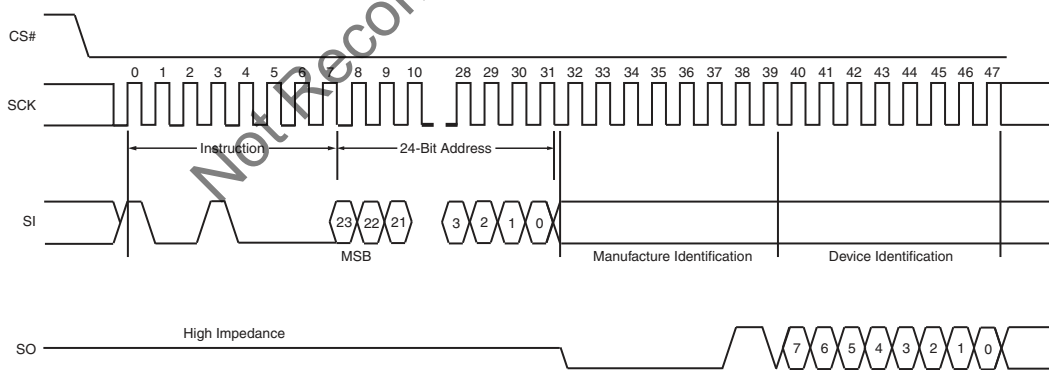 CS#
0 1 2 3 4 5 6 7 8 9 10 28 29 30 31 32 33 34 35 36 37 38 39 40 41 42 43 44 45 46 47
SCK
Instruction
24-Bit Address
SI
23 22 21 3 2 1 0
MSB
Manufacture Identification
Device Identification
High Impedance
SO
7 6 5 4 3 2 1 0
Not Recon